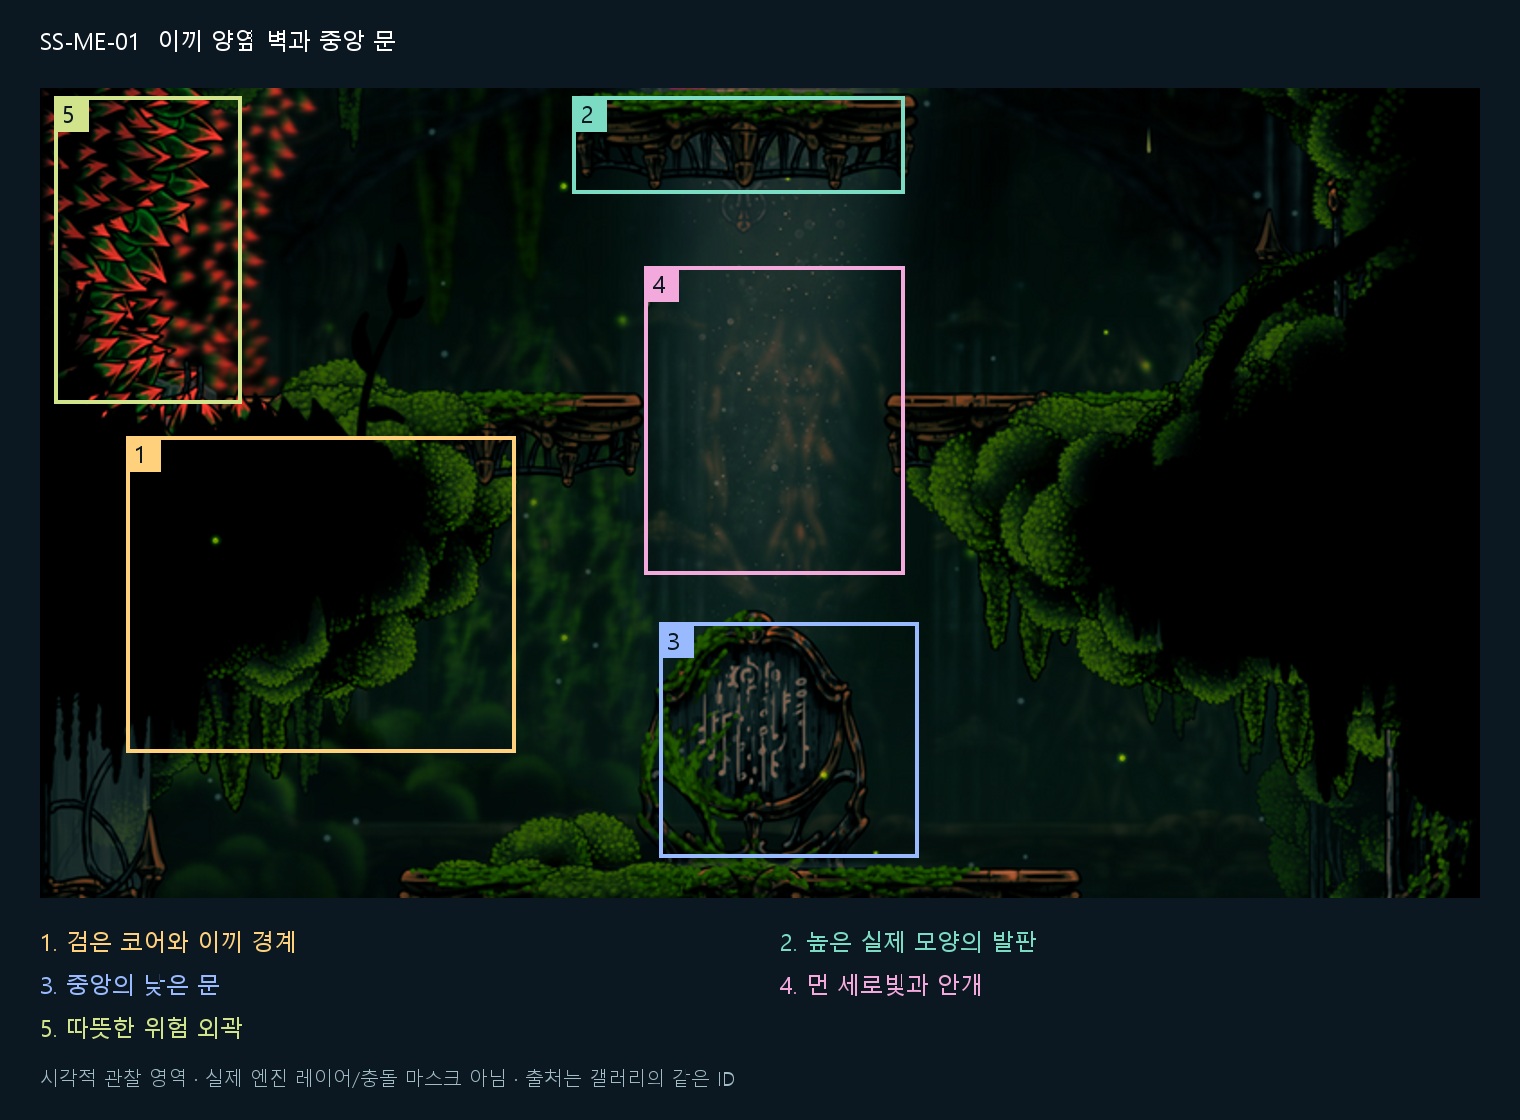 SS-ME-01 이끼 양옆 벽과 중앙 문
5
2
4
1
3
1. 검은 코어와 이끼 경계
2. 높은 실제 모양의 발판
3. 중앙의 낮은 문
4. 먼 세로빛과 안개
5. 따뜻한 위험 외곽
시각적 관찰 영역 · 실제 엔진 레이어/충돌 마스크 아님 · 출처는 갤러리의 같은 ID